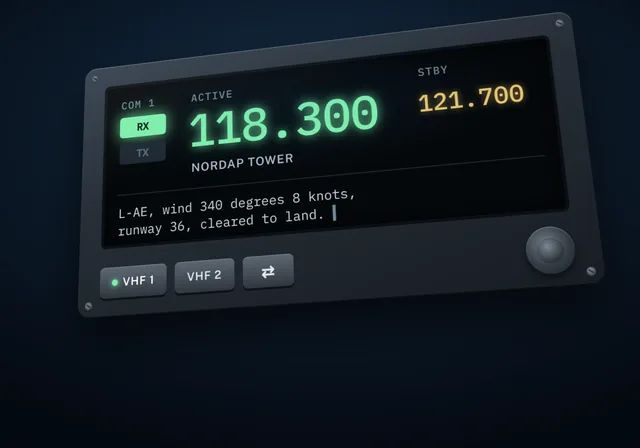 COM 1
ACTIVE
STBY
RX
118.300
121.700
TX
NORDAP TOWER
L-AE, wind 340 degrees 8 knots,
runway 36, cleared to land.
VHF 1
VHF 2
⇄